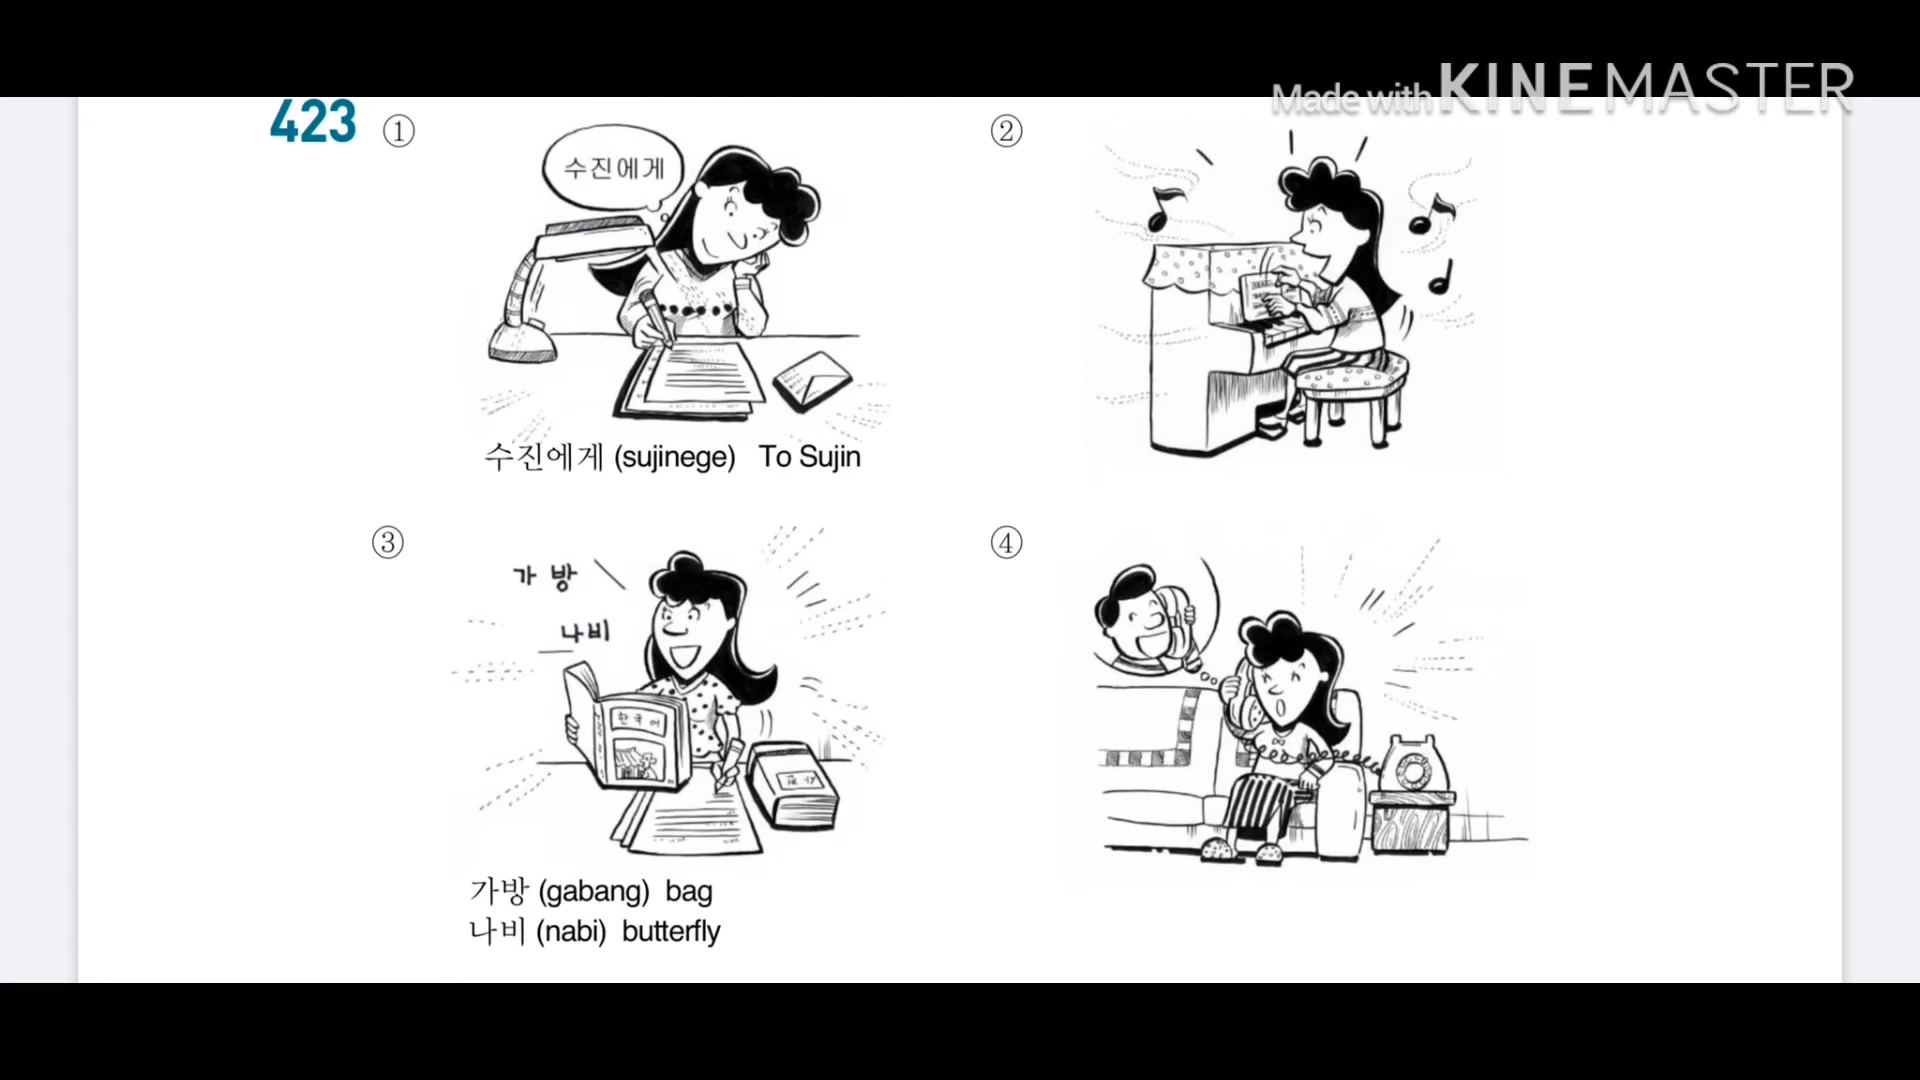 Made with KINEMASTER
423
①
수진에게
수진에게 (sujinege) To Sujin
②
③
가방
나비
한국어
가방 (gabang) bag
나비 (nabi) butterfly
④